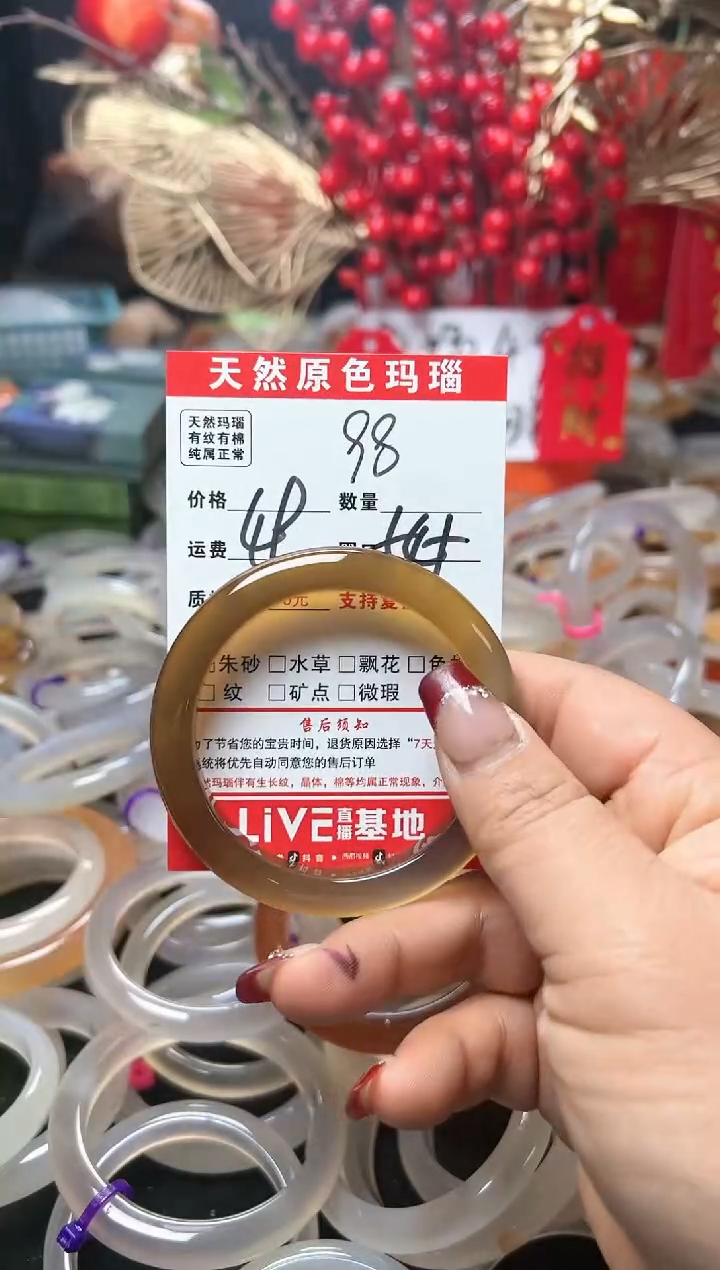 天然原色玛瑙
天然玛瑙
有纹有棉
纯属正常
98
价格
数量
运费
质
元 支持复
朱砂 □水草 □飘花 □色
□ 纹 □矿点 □微瑕
售后须知
了节省您的宝贵时间，退货原因选择“7天
统将优先自动同意您的售后订单
然玛瑙伴有生长纹，晶体，棉等均属正常现象，介
LiVE直播基地
抖音